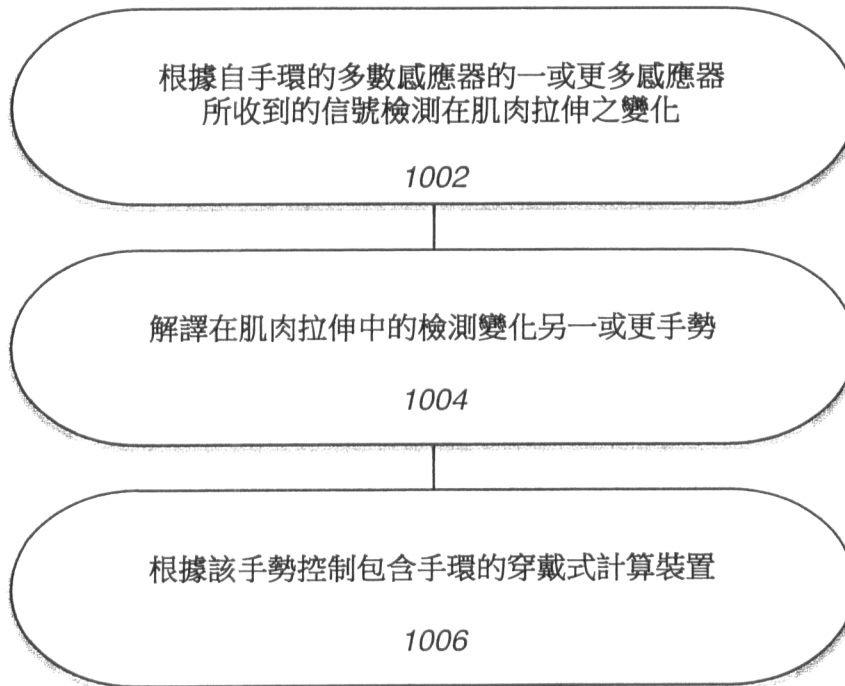 根據自手環的多數感應器的一或更多感應器
所收到的信號檢測在肌肉拉伸之變化
1002
解譯在肌肉拉伸中的檢測變化另一或更手勢
1004
根據該手勢控制包含手環的穿戴式計算裝置
1006